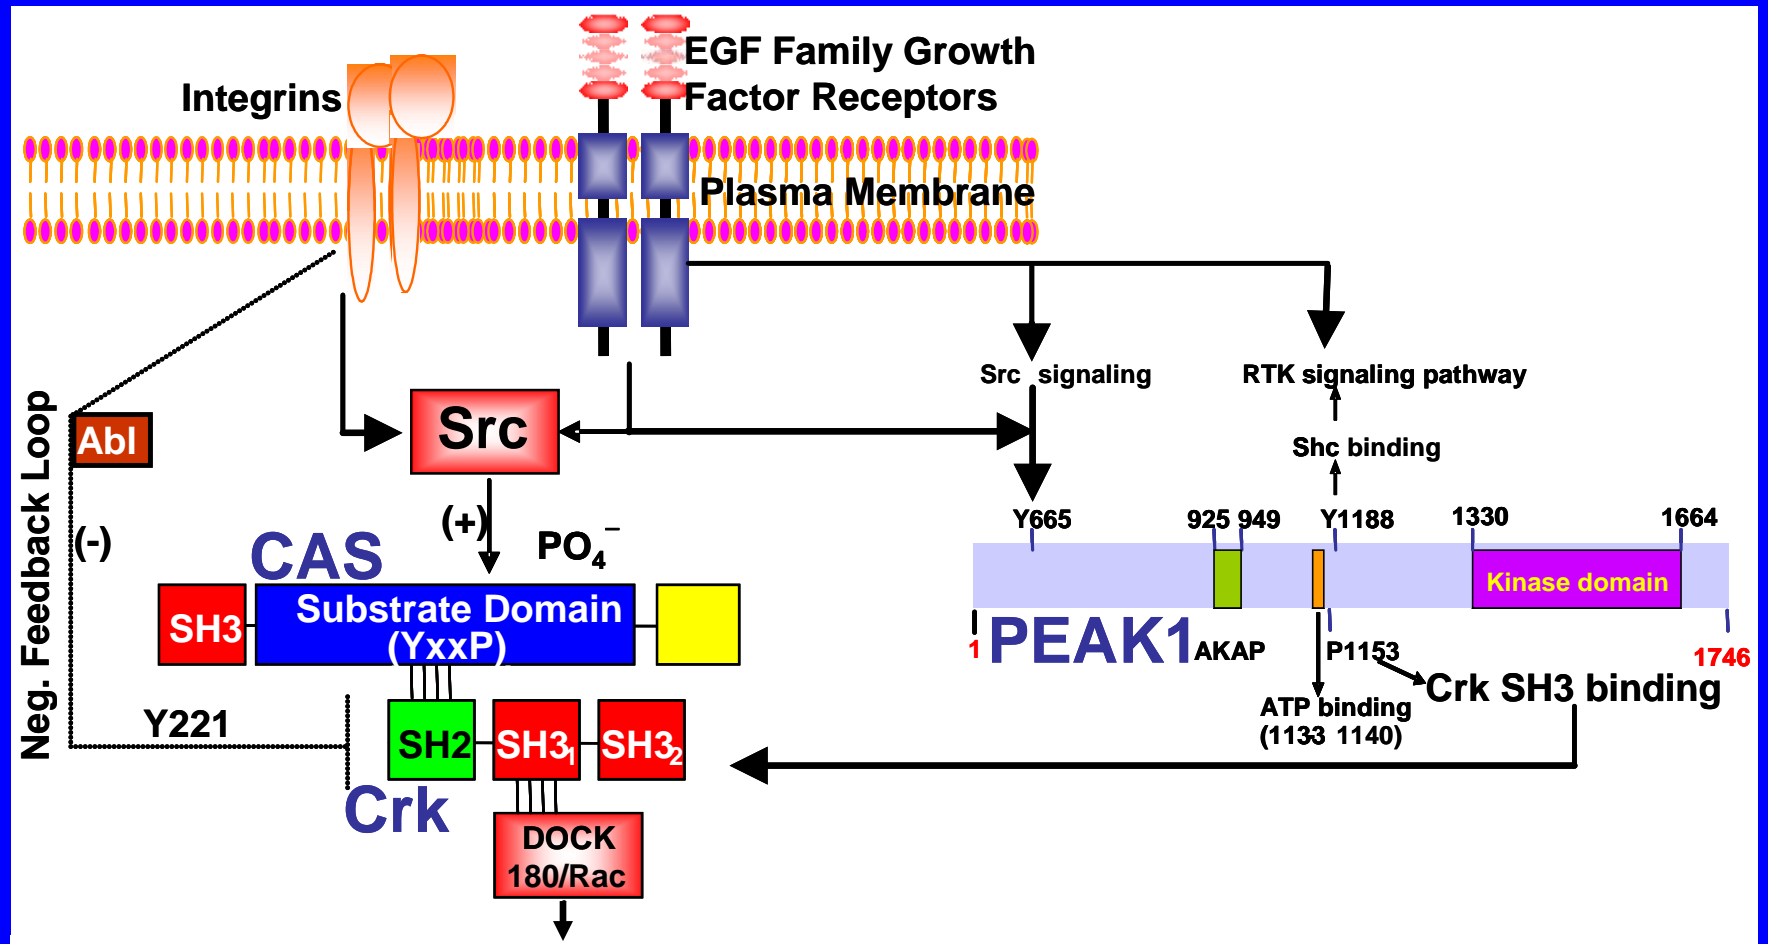 EGF Family Growth
Factor Receptors
Integrins
Plasma Membrane
Src signaling
RTK signaling pathway
Neg. Feedback Loop
Abl
Src
Shc binding
(-)
(+)
PO4−
Y665
925
949
Y1188
1330
1664
CAS
Kinase domain
SH3
Substrate Domain
(YxxP)
1
PEAK1
AKAP
P1153
1746
Crk SH3 binding
ATP binding
(1133 1140)
Y221
SH2
SH31
SH32
Crk
DOCK
180/Rac